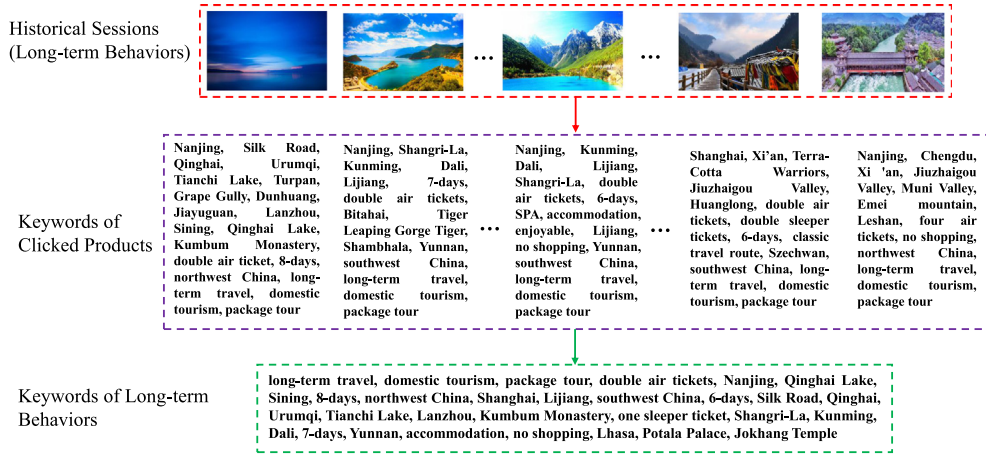 Historical Sessions
(Long-term Behaviors)
...
...
Keywords of
Clicked Products
Nanjing, Silk Road,
Qinghai, Urumqi,
Tianchi Lake, Turpan,
Grape Gully, Dunhuang,
Jiayuguan, Lanzhou,
Sining, Qinghai Lake,
Kumbum Monastery,
double air ticket, 8-days,
northwest China, long-
term travel, domestic
tourism, package tour
Nanjing, Shangri-La,
Kunming, Dali,
Lijiang, 7-days,
double air tickets,
Bitahai, Tiger
Leaping Gorge Tiger,
Shambhala, Yunnan,
southwest China,
long-term travel,
domestic tourism,
package tour
...
Nanjing, Kunming,
Dali, Lijiang,
Shangri-La, double
air tickets, 6-days,
SPA, accommodation,
enjoyable, Lijiang,
no shopping, Yunnan,
southwest China,
long-term travel,
domestic tourism,
package tour
...
Shanghai, Xi'an, Terra-
Cotta Warriors,
Jiuzhaigou Valley,
Huanglong, double air
tickets, double sleeper
tickets, 6-days, classic
travel route, Szechwan,
southwest China, long-
term travel, domestic
tourism, package tour
Nanjing, Chengdu,
Xi 'an, Jiuzhaigou
Valley, Muni Valley,
Emei mountain,
Leshan, four air
tickets, no shopping,
northwest China,
long-term travel,
domestic tourism,
package tour
Keywords of Long-term
Behaviors
long-term travel, domestic tourism, package tour, double air tickets, Nanjing, Qinghai Lake,
Sining, 8-days, northwest China, Shanghai, Lijiang, southwest China, 6-days, Silk Road, Qinghai,
Urumqi, Tianchi Lake, Lanzhou, Kumbum Monastery, one sleeper ticket, Shangri-La, Kunming,
Dali, 7-days, Yunnan, accommodation, no shopping, Lhasa, Potala Palace, Jokhang Temple